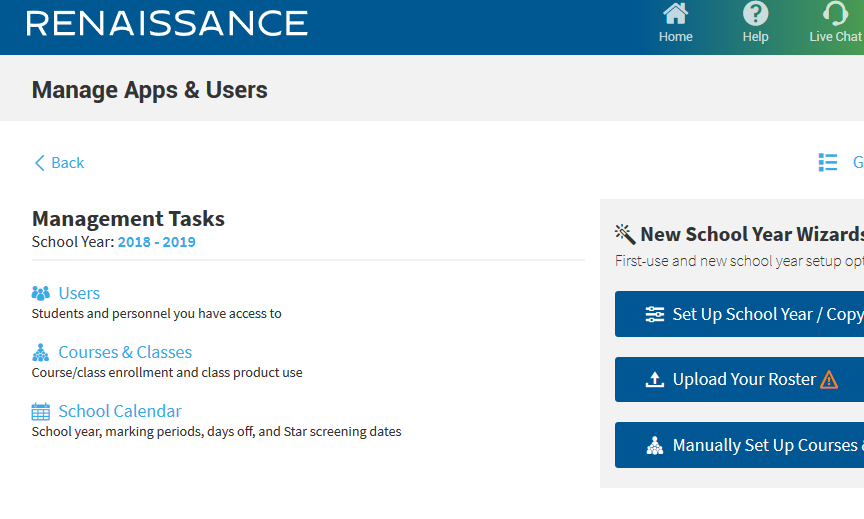 RENAISSANCE
Home
Help
Live Chat
Manage Apps & Users
Back
G
Management Tasks
School Year: 2018 - 2019
Users
Students and personnel you have access to
Courses & Classes
Course/class enrollment and class product use
School Calendar
School year, marking periods, days off, and Star screening dates
New School Year Wizards
First-use and new school year setup opt
Set Up School Year / Copy
Upload Your Roster
Manually Set Up Courses &